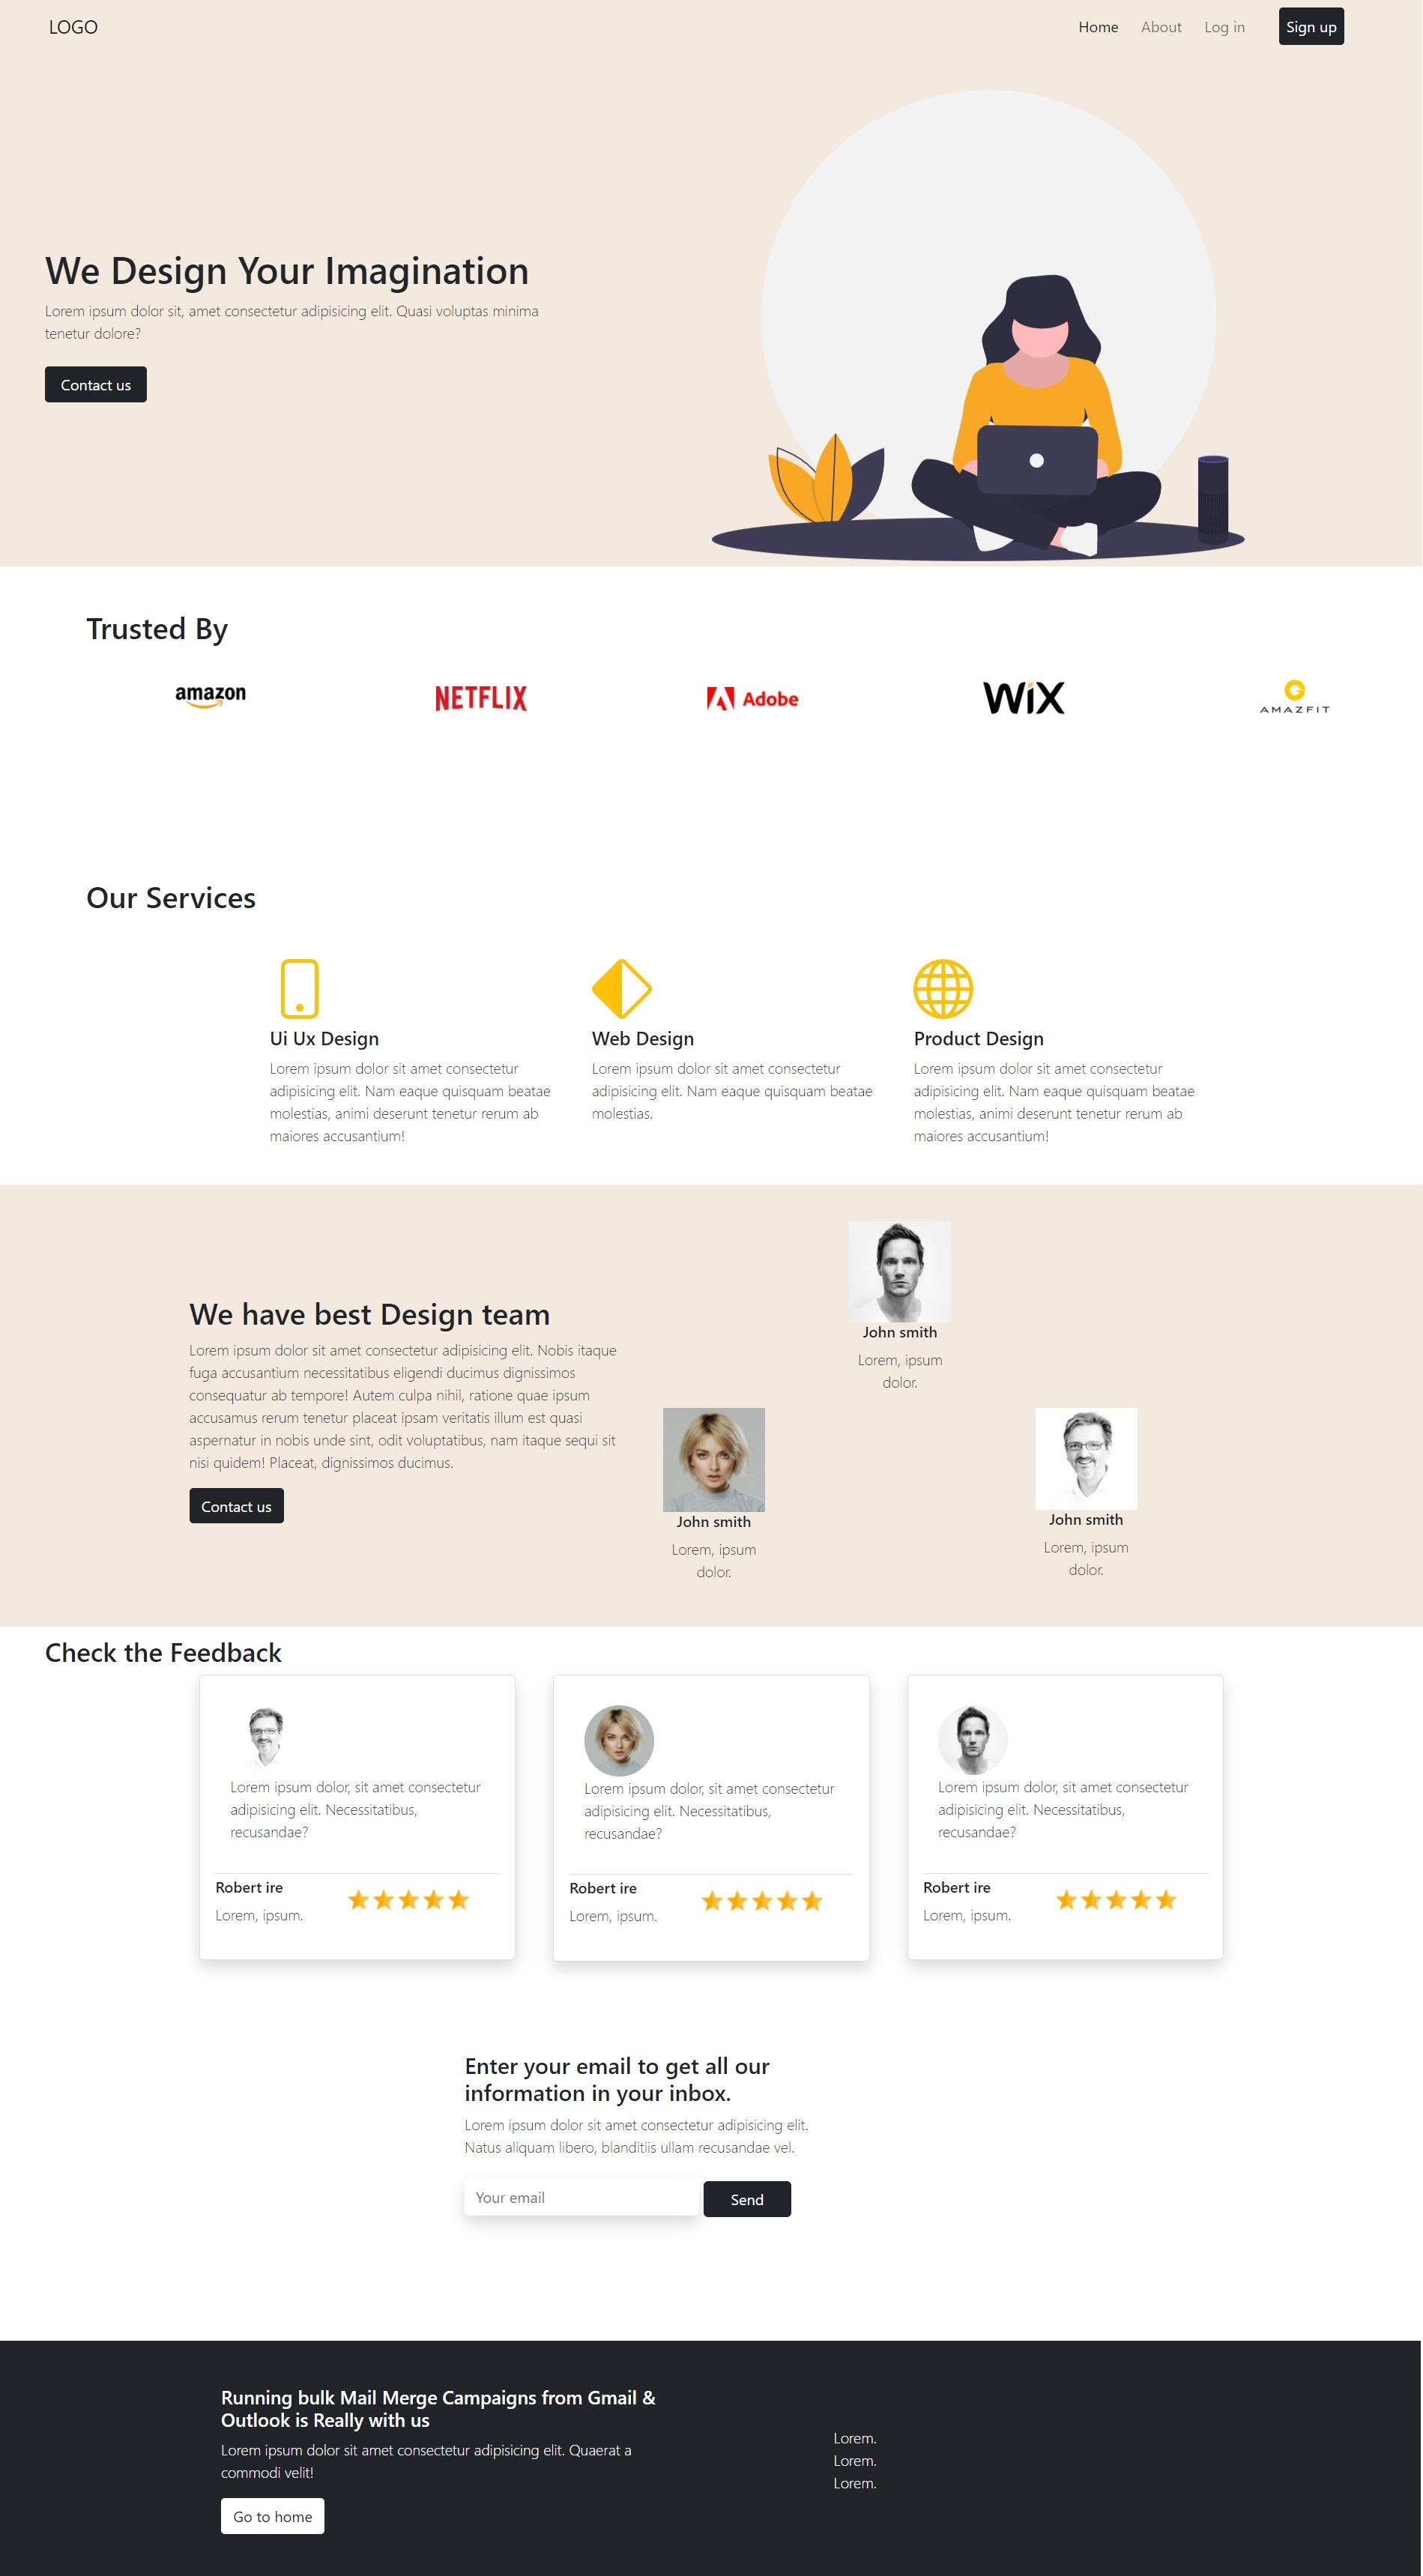 LOGO
Home About Log in Sign up
We Design Your Imagination
Lorem ipsum dolor sit, amet consectetur adipisicing elit. Quasi voluptas minima
tenetur dolore?
Contact us
Trusted By
amazon NETFLIX Adobe WiX AMAZFIT
Our Services
Ui Ux Design
Lorem ipsum dolor sit amet consectetur
adipisicing elit. Nam eaque quisquam beatae
molestias, animi deserunt tenetur rerum ab
maiores accusantium!
Web Design
Lorem ipsum dolor sit amet consectetur
adipisicing elit. Nam eaque quisquam beatae
molestias.
Product Design
Lorem ipsum dolor sit amet consectetur
adipisicing elit. Nam eaque quisquam beatae
molestias, animi deserunt tenetur rerum ab
maiores accusantium!
We have best Design team
Lorem ipsum dolor sit amet consectetur adipisicing elit. Nobis itaque
fuga accusantium necessitatibus eligendi ducimus dignissimos
consequatur ab tempore! Autem culpa nihil, ratione quae ipsum
accusamus rerum tenetur placeat ipsam veritatis illum est quasi
aspernatur in nobis unde sint, odit voluptatibus, nam itaque sequi sit
nisi quidem! Placeat, dignissimos ducimus.
Contact us
John smith
Lorem, ipsum
dolor.
John smith
Lorem, ipsum
dolor.
John smith
Lorem, ipsum
dolor.
Check the Feedback
Lorem ipsum dolor, sit amet consectetur
adipisicing elit. Necessitatibus,
recusandae?
Robert ire
Lorem, ipsum.
Lorem ipsum dolor, sit amet consectetur
adipisicing elit. Necessitatibus,
recusandae?
Robert ire
Lorem, ipsum.
Lorem ipsum dolor, sit amet consectetur
adipisicing elit. Necessitatibus,
recusandae?
Robert ire
Lorem, ipsum.
Enter your email to get all our
information in your inbox.
Lorem ipsum dolor sit amet consectetur adipisicing elit.
Natus aliquam libero, blanditiis ullam recusandae vel.
Your email
Send
Running bulk Mail Merge Campaigns from Gmail &
Outlook is Really with us
Lorem ipsum dolor sit amet consectetur adipisicing elit. Quaerat a
commodi velit!
Go to home
Lorem.
Lorem.
Lorem.